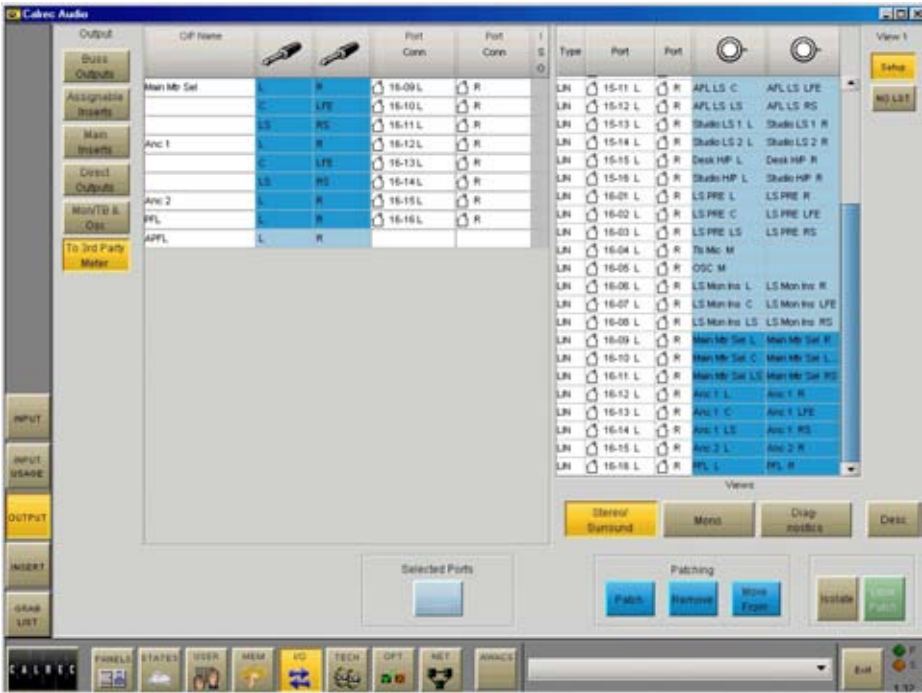 Calrec Audio
Output
Buss Outputs
Assignable Inserts
Main Inserts
Direct Outputs
Mon/TB & Osc
To 3rd Party Meter
O/P Name Port Conn Port Conn I S O
Main Mtr Sel L R 16-09 L R
C LFE 16-10 L R
LS RS 16-11 L R
Anc 1 L R 16-12 L R
C LFE 16-13 L R
LS RS 16-14 L R
Anc 2 L R 16-15 L R
PFL L R 16-16 L R
APFL L R
Type Port Port
LIN 15-11 L R AFL LS C AFL LS LFE
LIN 15-12 L R AFL LS LS AFL LS RS
LIN 15-13 L R Studio LS 1 L Studio LS 1 R
LIN 15-14 L R Studio LS 2 L Studio LS 2 R
LIN 15-15 L R Desk H/P L Desk H/P R
LIN 15-16 L R Studio H/P L Studio H/P R
LIN 16-01 L R LS PRE L LS PRE R
LIN 16-02 L R LS PRE C LS PRE LFE
LIN 16-03 L R LS PRE LS LS PRE RS
LIN 16-04 L R Tb Mic M
LIN 16-05 L R OSC M
LIN 16-06 L R LS Mon Ins L LS Mon Ins R
LIN 16-07 L R LS Mon Ins C LS Mon Ins LFE
LIN 16-08 L R LS Mon Ins LS LS Mon Ins RS
LIN 16-09 L R Main Mtr Sel L Main Mtr Sel R
LIN 16-10 L R Main Mtr Sel C Main Mtr Sel L...
LIN 16-11 L R Main Mtr Sel LS Main Mtr Sel RS
LIN 16-12 L R Anc 1 L Anc 1 R
LIN 16-13 L R Anc 1 C Anc 1 LFE
LIN 16-14 L R Anc 1 LS Anc 1 RS
LIN 16-15 L R Anc 2 L Anc 2 R
LIN 16-16 L R PFL L PFL R
View 1
Setup
NO LST
INPUT
INPUT USAGE
OUTPUT
INSERT
GRAB LIST
Views
Stereo/ Surround
Mono
Diag- nostics
Desc
Selected Ports
Patching
Patch
Remove
Move From
Isolate
Lock Patch
CALREC
PANELS
STATES
USER
MEM
I/O
TECH
OPT
NET
AWACS
Exit
P
1.32